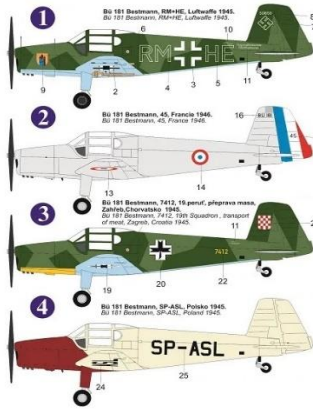 1
Bü 181 Bestmann, RM+HE, Luftwaffe 1945.
Bü 181 Bestmann, RM+HE, Luftwaffe 1945.
6
10
RM HE
9
2
4
3
5
11
2
Bü 181 Bestmann, 45, Francie 1946.
Bü 181 Bestmann, 45, France 1946.
16
45
13
14
3
Bü 181 Bestmann, 7412, 19.peruť, přeprava masa,
Zahřeb,Chorvatsko 1945.
Bü 181 Bestmann, 7412, 19th Squadron , transport
of meat, Zagreb, Croatia 1945.
23
7412
19
20
22
4
Bü 181 Bestmann, SP-ASL, Polsko 1945.
Bü 181 Bestmann, SP-ASL, Poland 1945.
SP-ASL
24
25